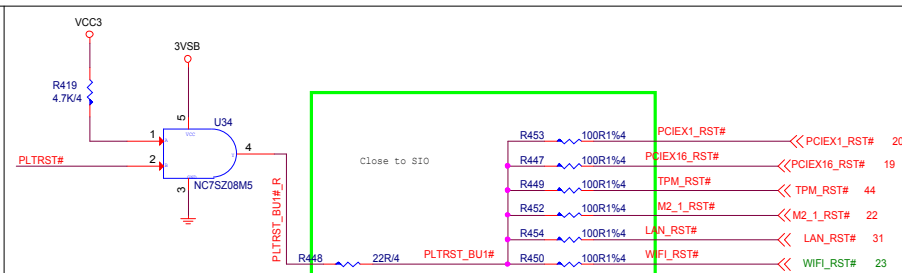 VCC3
3VSB
R419
4.7K/4
5
U34
VCC
1
A
4
Y
PLTRST#
2
B
GND
3
NC7SZ08M5
PLTRST_BU1#_R
Close to SIO
R448
22R/4
PLTRST_BU1#
R453
100R1%4
PCIEX1_RST#
PCIEX1_RST#
20
R447
100R1%4
PCIEX16_RST#
PCIEX16_RST#
19
R449
100R1%4
TPM_RST#
TPM_RST#
44
R452
100R1%4
M2_1_RST#
M2_1_RST#
22
R454
100R1%4
LAN_RST#
LAN_RST#
31
R450
100R1%4
WIFI_RST#
WIFI_RST#
23